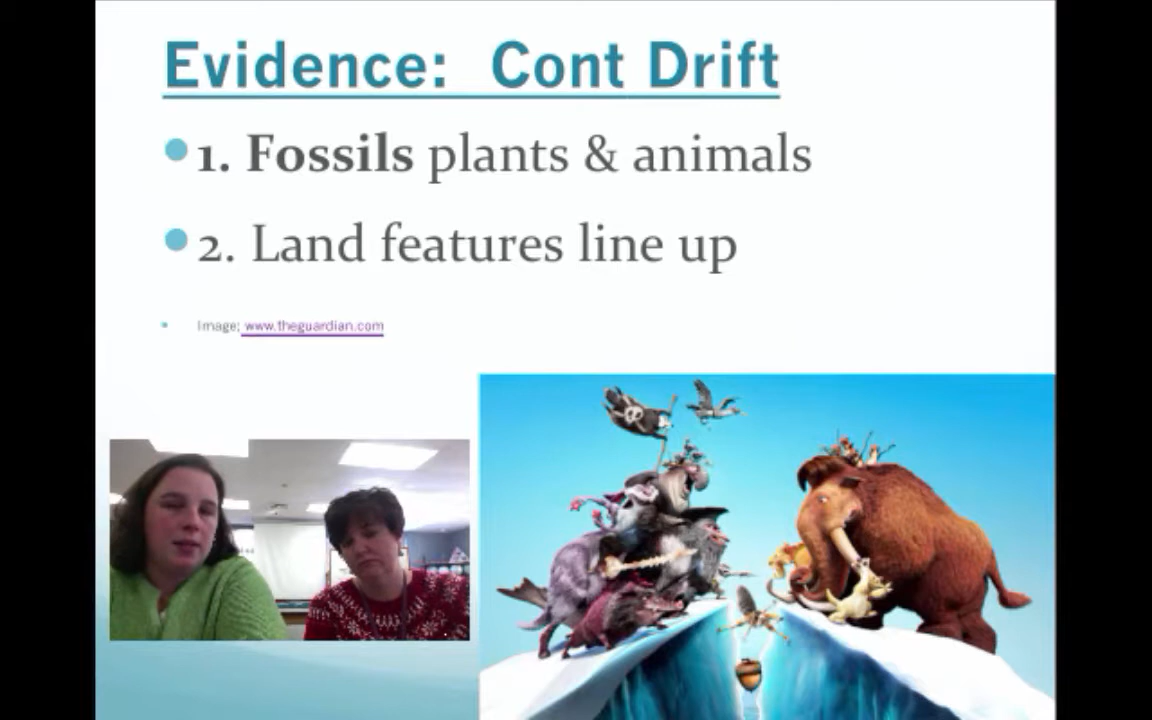 Evidence: Cont Drift
1. Fossils plants & animals
2. Land features line up
Image: www.theguardian.com